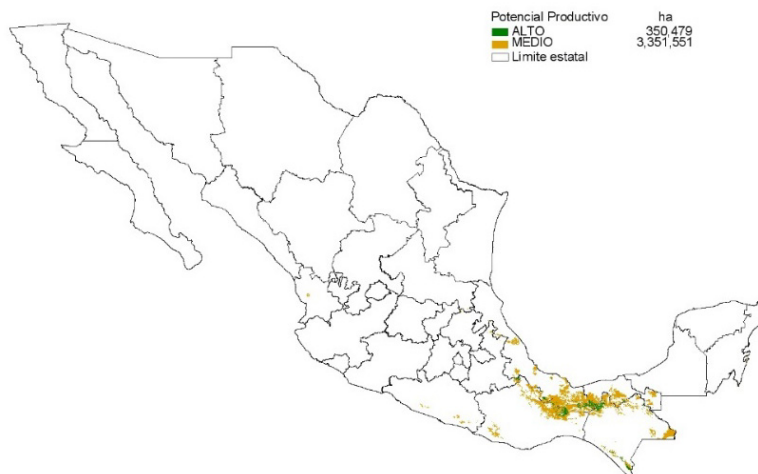 Potencial Productivo ha
ALTO 350,479
MEDIO 3,351,551
Limite estatal